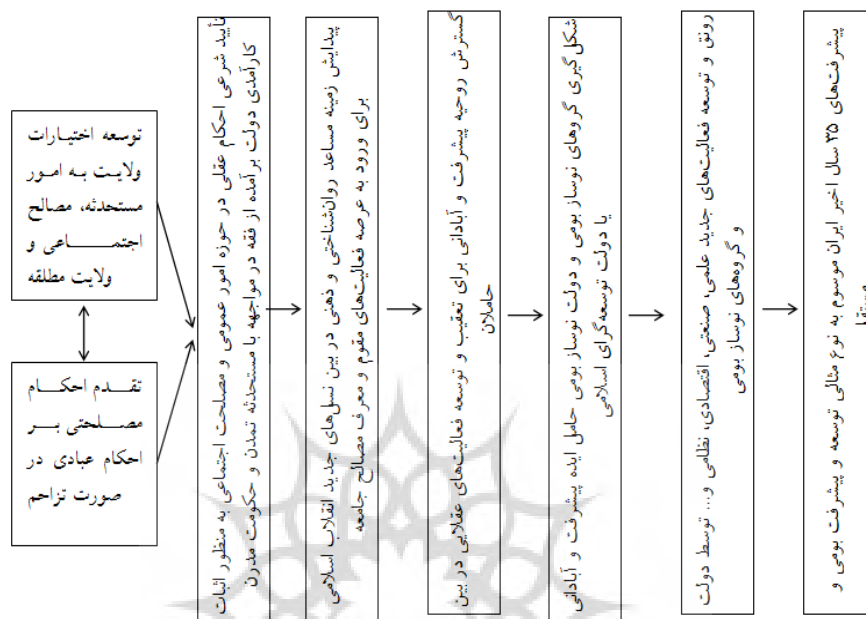 توسعه اختیارات
ولایت به امور
مستحدثه، مصالح
اجتماعی و
ولایت مطلقه
تقدم احکام
مصلحتی بر
احکام عبادی در
صورت تزاحم
تأیید شرعی احکام عقلی در حوزه امور عمومی و مصلحت اجتماعی به منظور اثبات
کارآمدی دولت برآمده از فقه در مواجهه با مستحدثه تمدن و حکومت مدرن
پیدایش زمینه مساعد روان‌شناختی و ذهنی در بین نسل‌های جدید انقلاب اسلامی
برای ورود به عرصه فعالیت‌های مقوم و معرف مصالح جامعه
گسترش روحیه پیشرفت و آبادانی برای تعقیب و توسعه فعالیت‌های عقلایی در بین
حاملان
شکل‌گیری گروهای نوساز بومی و دولت نوساز بومی حامل ایده پیشرفت و آبادانی
یا دولت توسعه‌گرای اسلامی
رونق و توسعه فعالیت‌های جدید علمی، صنعتی، اقتصادی، نظامی و... توسط دولت
و گروه‌های نوساز بومی
پیشرفت‌های ۳۵ سال اخیر ایران موسوم به نوع مثالی توسعه و پیشرفت بومی و